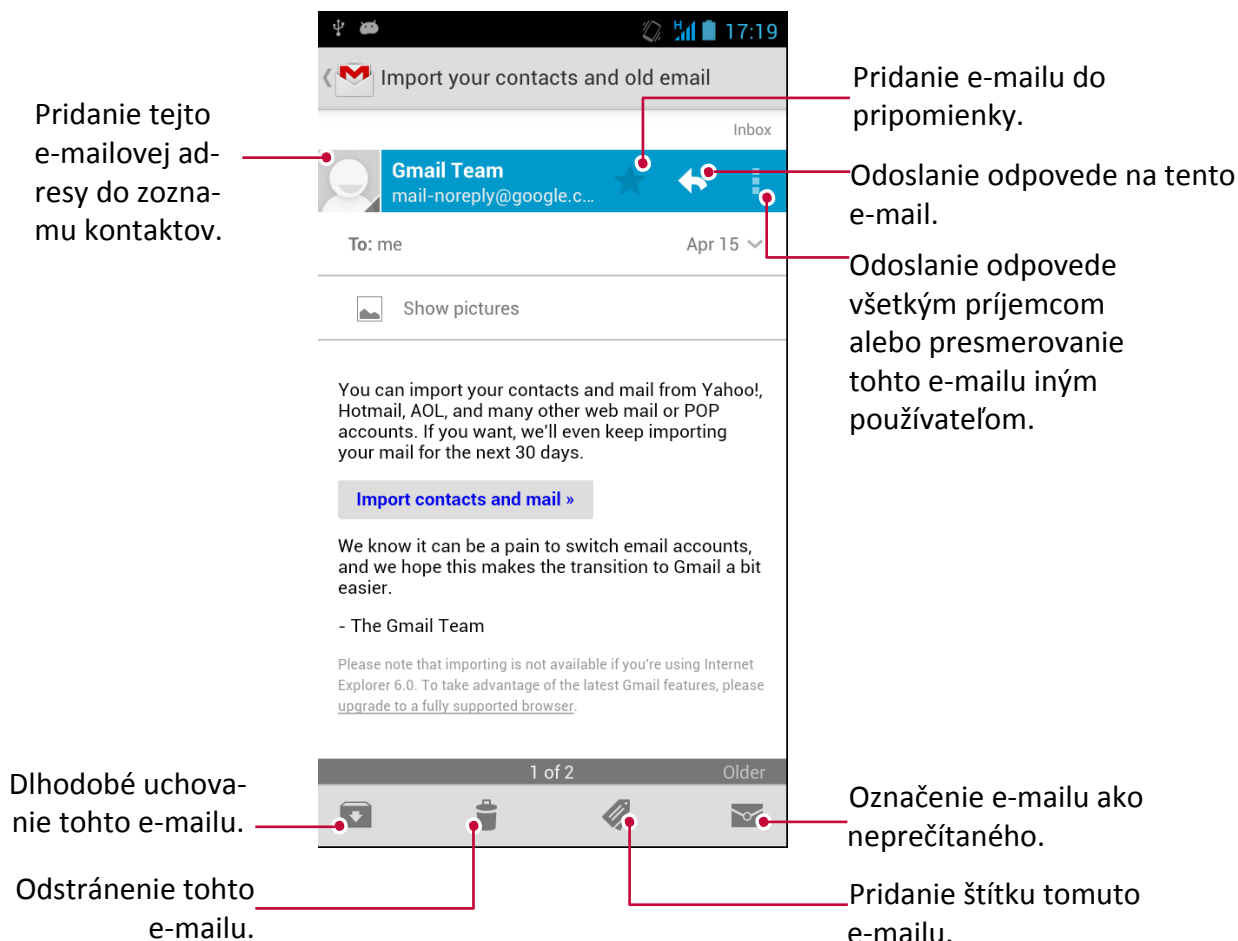 H 17:19
Import your contacts and old email
Inbox
Gmail Team
mail-noreply@google.c...
To: me Apr 15
Show pictures
You can import your contacts and mail from Yahoo!,
Hotmail, AOL, and many other web mail or POP
accounts. If you want, we'll even keep importing
your mail for the next 30 days.
Import contacts and mail »
We know it can be a pain to switch email accounts,
and we hope this makes the transition to Gmail a bit
easier.
- The Gmail Team
Please note that importing is not available if you're using Internet
Explorer 6.0. To take advantage of the latest Gmail features, please
upgrade to a fully supported browser.
1 of 2 Older
Pridanie tejto
e-mailovej ad-
resy do zozna-
mu kontaktov.
Dlhodobé uchova-
nie tohto e-mailu.
Odstránenie tohto
e-mailu.
Pridanie e-mailu do
pripomienky.
Odoslanie odpovede na tento
e-mail.
Odoslanie odpovede
všetkým príjemcom
alebo presmerovanie
tohto e-mailu iným
používateľom.
Označenie e-mailu ako
neprečítaného.
Pridanie štítku tomuto
e-mailu.